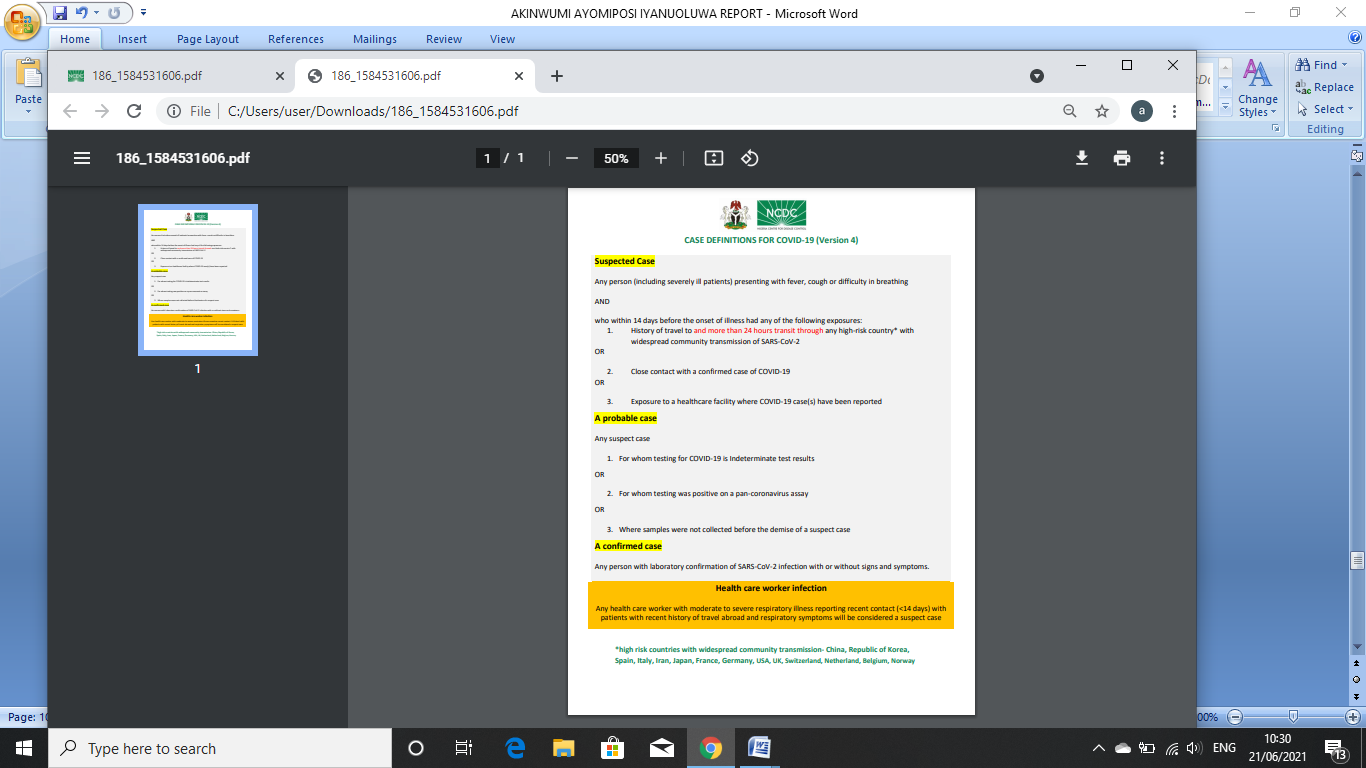 AKINWUMI AYOMIPOSI IYANUOLUWA REPORT - Microsoft Word
Home Insert Page Layout References Mailings Review View
186_1584531606.pdf 186_1584531606.pdf
Paste
Find
Replace
Select
Change
Styles
Editing
File C:/Users/user/Downloads/186_1584531606.pdf
a
186_1584531606.pdf 1 / 1 50%
1
NCDC
NIGERIA CENTRE FOR DISEASE CONTROL
CASE DEFINITIONS FOR COVID-19 (Version 4)
Suspected Case
Any person (including severely ill patients) presenting with fever, cough or difficulty in breathing
AND
who within 14 days before the onset of illness had any of the following exposures:
1. History of travel to and more than 24 hours transit through any high-risk country* with
widespread community transmission of SARS-CoV-2
OR
2. Close contact with a confirmed case of COVID-19
OR
3. Exposure to a healthcare facility where COVID-19 case(s) have been reported
A probable case
Any suspect case
1. For whom testing for COVID-19 is Indeterminate test results
OR
2. For whom testing was positive on a pan-coronavirus assay
OR
3. Where samples were not collected before the demise of a suspect case
A confirmed case
Any person with laboratory confirmation of SARS-CoV-2 infection with or without signs and symptoms.
Health care worker infection
Any health care worker with moderate to severe respiratory illness reporting recent contact (<14 days) with
patients with recent history of travel abroad and respiratory symptoms will be considered a suspect case
*high risk countries with widespread community transmission- China, Republic of Korea,
Spain, Italy, Iran, Japan, France, Germany, USA, UK, Switzerland, Netherland, Belgium, Norway
Page: 10
00%
Type here to search
ENG
10:30
21/06/2021
13